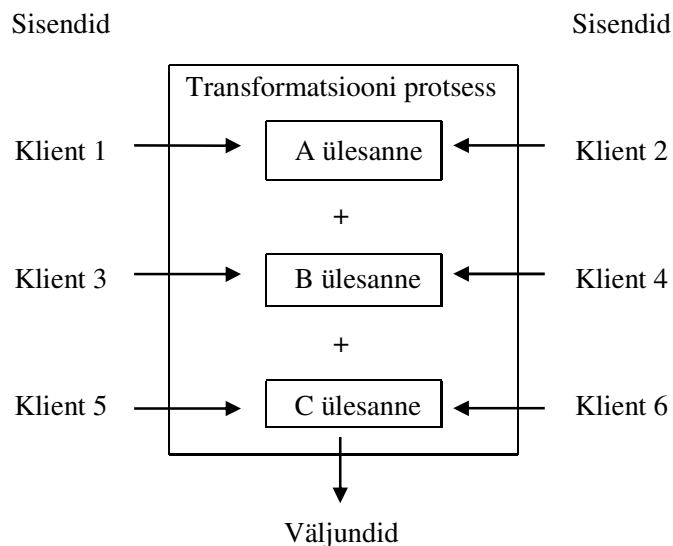 Sisendid Sisendid
Transformatsiooni protsess
Klient 1 A ülesanne Klient 2
+
Klient 3 B ülesanne Klient 4
+
Klient 5 C ülesanne Klient 6
Väljundid